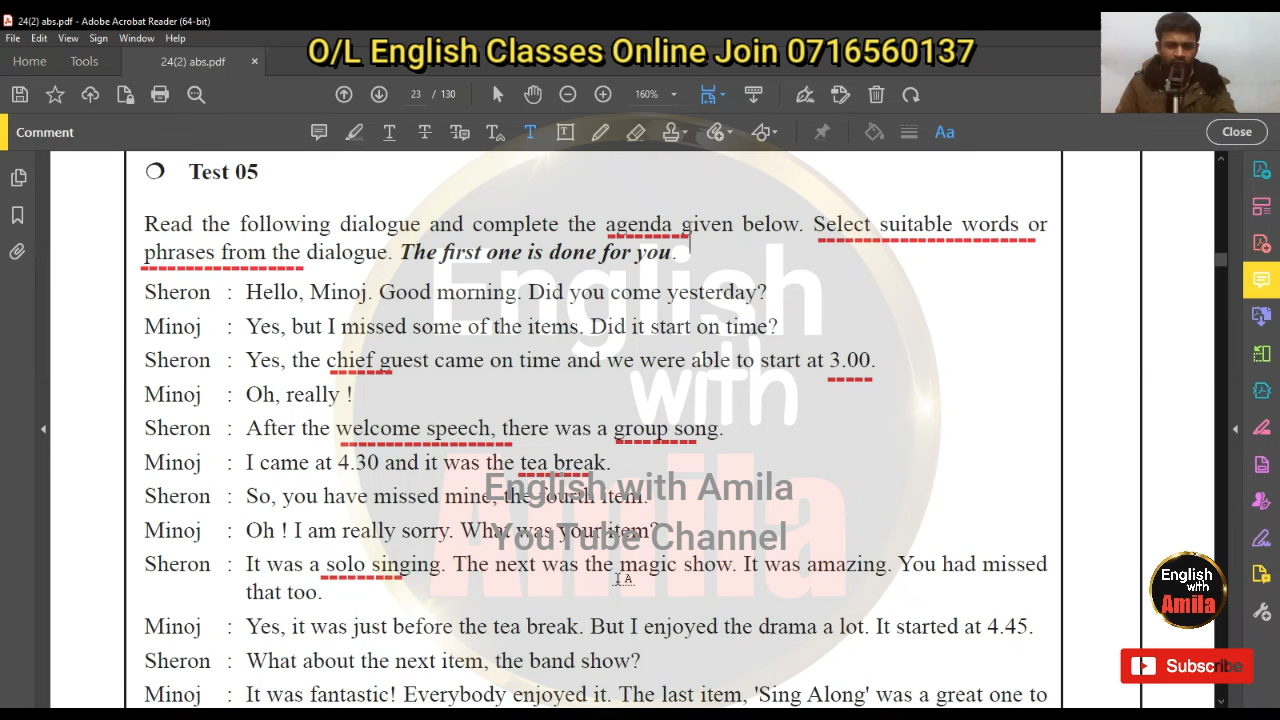 24(2) abs.pdf - Adobe Acrobat Reader (64-bit)
File Edit View Sign Window Help
O/L English Classes Online Join 0716560137
Home Tools 24(2) abs.pdf ×
23 / 130 160%
Comment Close
Test 05
Read the following dialogue and complete the agenda given below. Select suitable words or
phrases from the dialogue. The first one is done for you.
Sheron : Hello, Minoj. Good morning. Did you come yesterday?
Minoj : Yes, but I missed some of the items. Did it start on time?
Sheron : Yes, the chief guest came on time and we were able to start at 3.00.
Minoj : Oh, really !
Sheron : After the welcome speech, there was a group song.
Minoj : I came at 4.30 and it was the tea break.
Sheron : So, you have missed mine, the fourth item.
Minoj : Oh ! I am really sorry. What was your item?
Sheron : It was a solo singing. The next was the magic show. It was amazing. You had missed
that too.
Minoj : Yes, it was just before the tea break. But I enjoyed the drama a lot. It started at 4.45.
Sheron : What about the next item, the band show?
Minoj : It was fantastic! Everybody enjoyed it. The last item, 'Sing Along' was a great one to
English
with
Amila
English with Amila
YouTube Channel
English
with
Amila
Subscribe